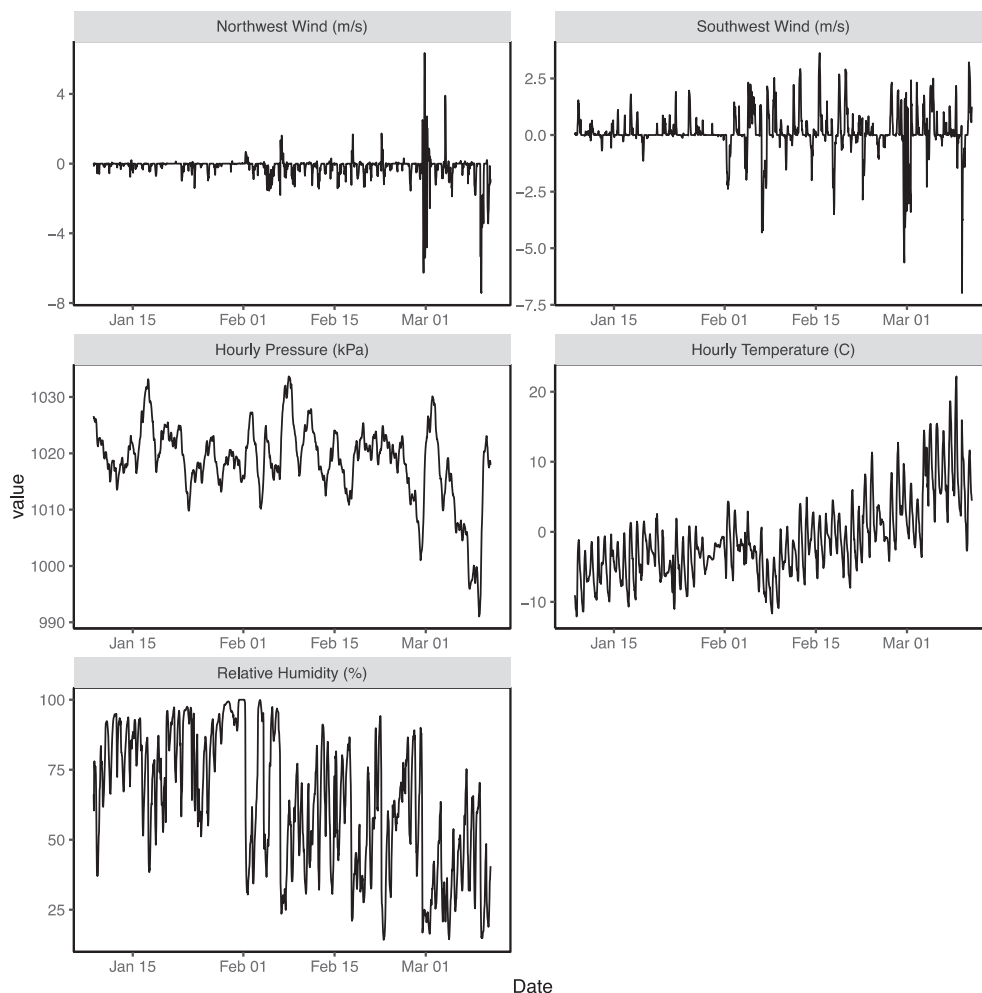 Northwest Wind (m/s)
Southwest Wind (m/s)
4
0
−4
−8
Jan 15 Feb 01 Feb 15 Mar 01
2.5
0.0
−2.5
−5.0
−7.5
Jan 15 Feb 01 Feb 15 Mar 01
Hourly Pressure (kPa)
Hourly Temperature (C)
1030
1020
1010
1000
990
Jan 15 Feb 01 Feb 15 Mar 01
20
10
0
−10
Jan 15 Feb 01 Feb 15 Mar 01
value
Relative Humidity (%)
100
75
50
25
Jan 15 Feb 01 Feb 15 Mar 01
Date